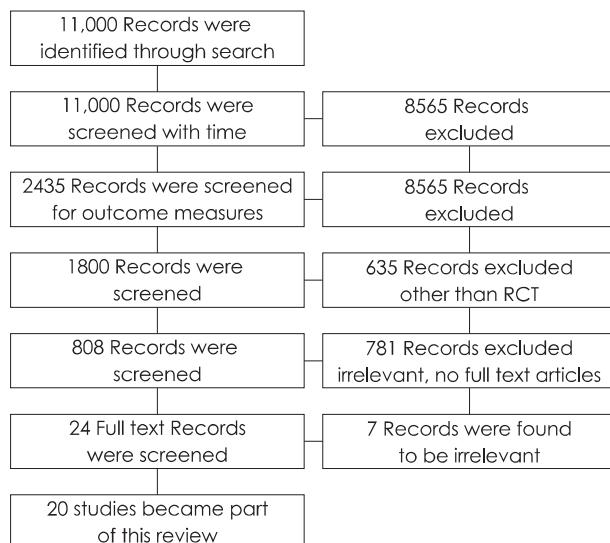 11,000 Records were
identified through search
11,000 Records were
screened with time
8565 Records
excluded
2435 Records were screened
for outcome measures
8565 Records
excluded
1800 Records were
screened
635 Records excluded
other than RCT
808 Records were
screened
781 Records excluded
irrelevant, no full text articles
24 Full text Records
were screened
7 Records were found
to be irrelevant
20 studies became part
of this review